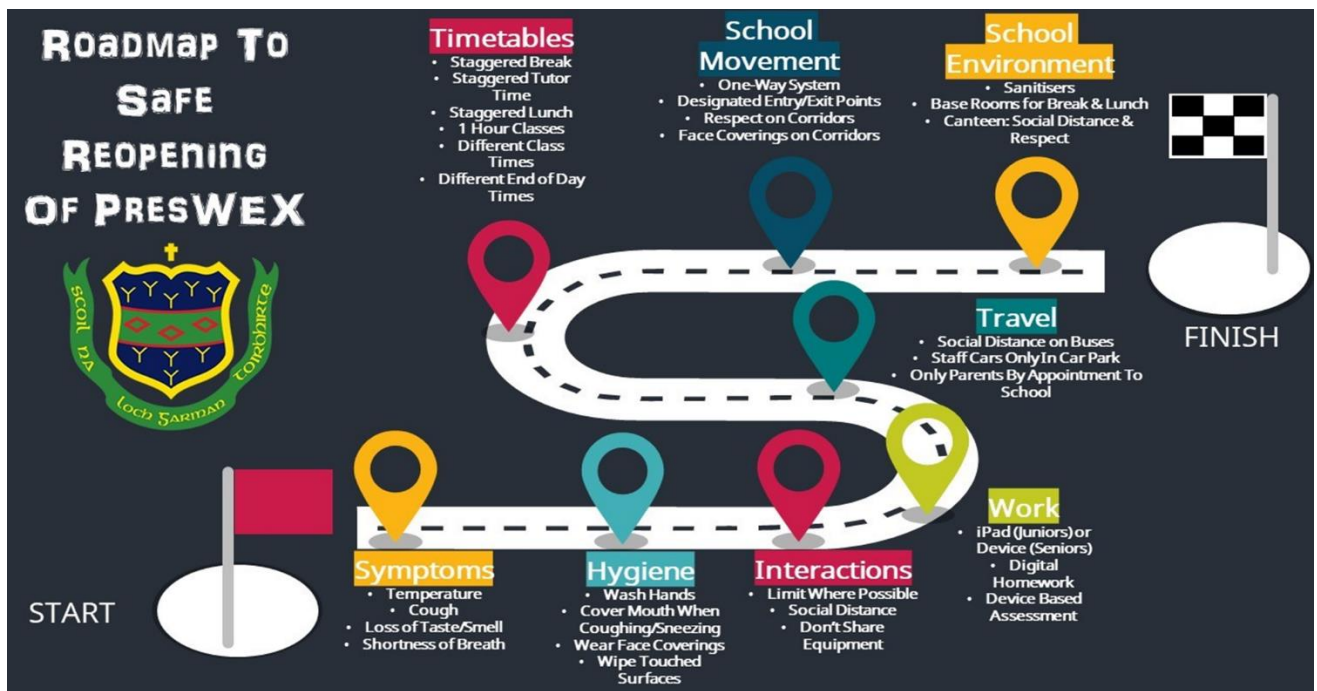 Roadmap To
Safe
Reopening
Of PresWex
SCOIL NA
LOCH GARMAN
TOIRBHIRTE
Timetables
• Staggered Break
• Staggered Tutor
Time
• Staggered Lunch
• 1 Hour Classes
• Different Class
Times
• Different End of Day
Times
School
Movement
• One-Way System
• Designated Entry/Exit Points
• Respect on Corridors
• Face Coverings on Corridors
School
Environment
• Sanitisers
• Base Rooms for Break & Lunch
• Canteen: Social Distance &
Respect
FINISH
Travel
• Social Distance on Buses
• Staff Cars Only In Car Park
• Only Parents By Appointment To
School
Work
• iPad (Juniors) or
Device (Seniors)
• Digital
Homework
• Device Based
Assessment
START
Symptoms
• Temperature
• Cough
• Loss of Taste/Smell
• Shortness of Breath
Hygiene
• Wash Hands
• Cover Mouth When
Coughing/Sneezing
• Wear Face Coverings
• Wipe Touched
Surfaces
Interactions
• Limit Where Possible
• Social Distance
• Don't Share
Equipment